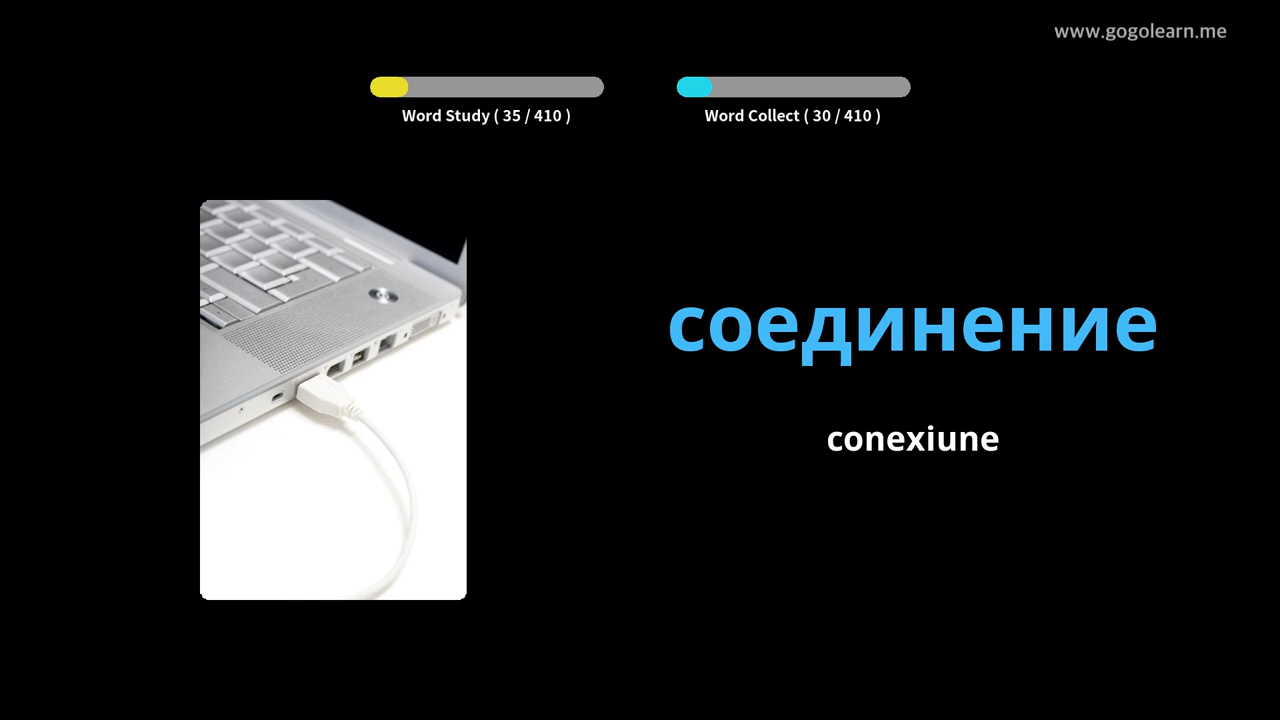 www.gogolearn.me
Word Study ( 35 / 410 )
Word Collect ( 30 / 410 )
соединение
conexiune